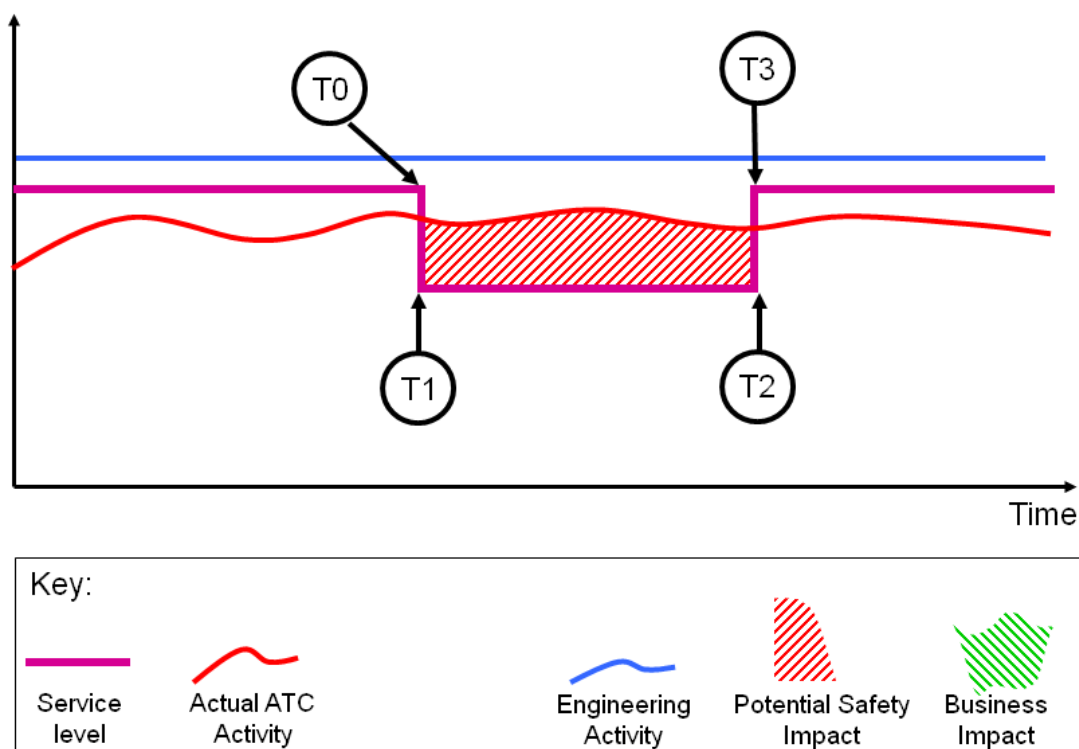 T0
T3
T1
T2
Time
Key:
Service
level
Actual ATC
Activity
Engineering
Activity
Potential Safety
Impact
Business
Impact